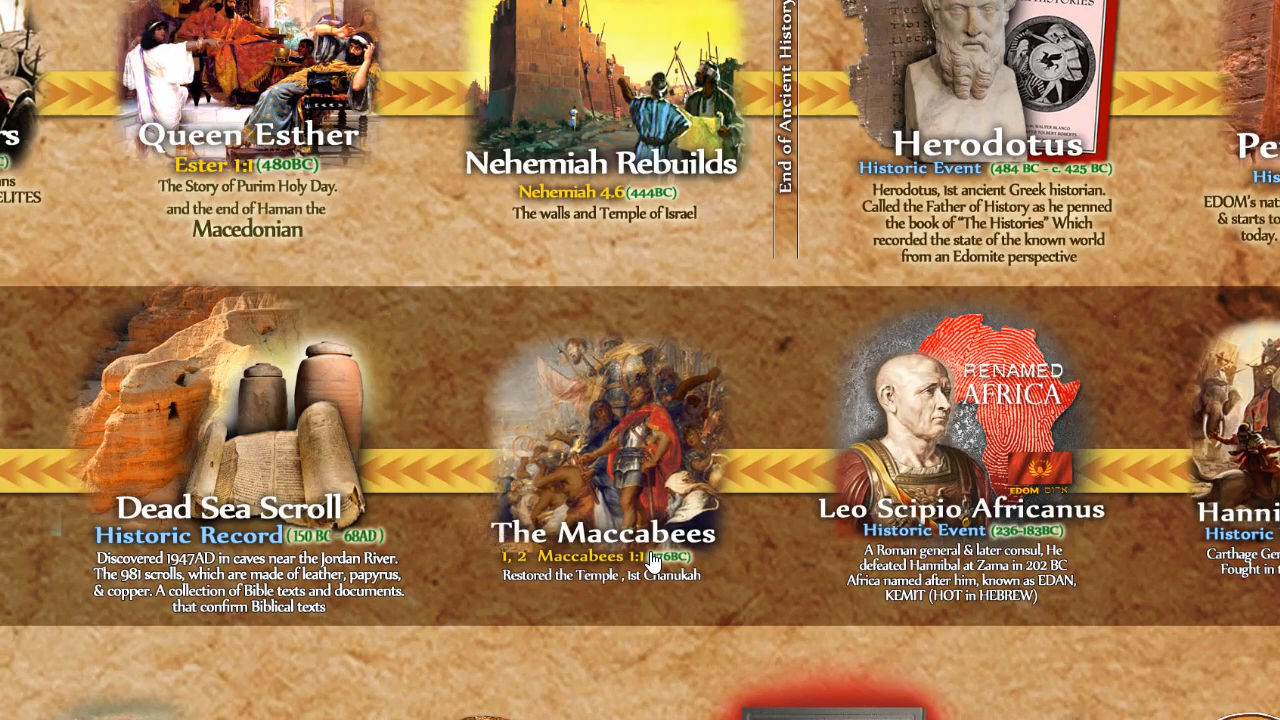 Queen Esther
Ester 1:1 (480BC)
The Story of Purim Holy Day.
and the end of Haman the
Macedonian
Nehemiah Rebuilds
Nehemiah 4.6 (444BC)
The walls and Temple of Israel
End of Ancient History
Herodotus
Historic Event (484 BC - c. 425 BC)
Herodotus, 1st ancient Greek historian.
Called the Father of History as he penned
the book of "The Histories" Which
recorded the state of the known world
from an Edomite perspective
Pe
His
EDOM's nat
& starts to
today.
ELITES
Dead Sea Scroll
Historic Record (150 BC - 68AD)
Discovered 1947AD in caves near the Jordan River.
The 981 scrolls, which are made of leather, papyrus,
& copper. A collection of Bible texts and documents.
that confirm Biblical texts
The Maccabees
1, 2 Maccabees 1:1 6BC)
Restored the Temple , 1st Chanukah
RENAMED
AFRICA
EDOM אדום
Leo Scipio Africanus
Historic Event (236-183BC)
A Roman general & later consul, He
defeated Hannibal at Zama in 202 BC
Africa named after him, known as EDAN,
KEMIT (HOT in HEBREW)
Hanni
Historic
Carthage Gen
Fought in t